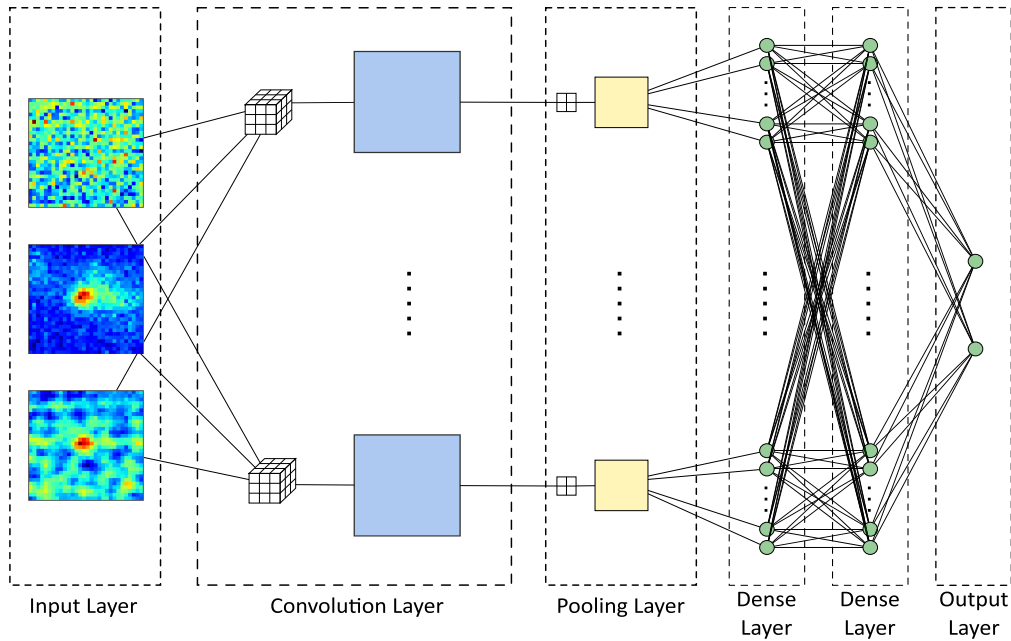 Input Layer
Convolution Layer
Pooling Layer
Dense
Layer
Dense
Layer
Output
Layer